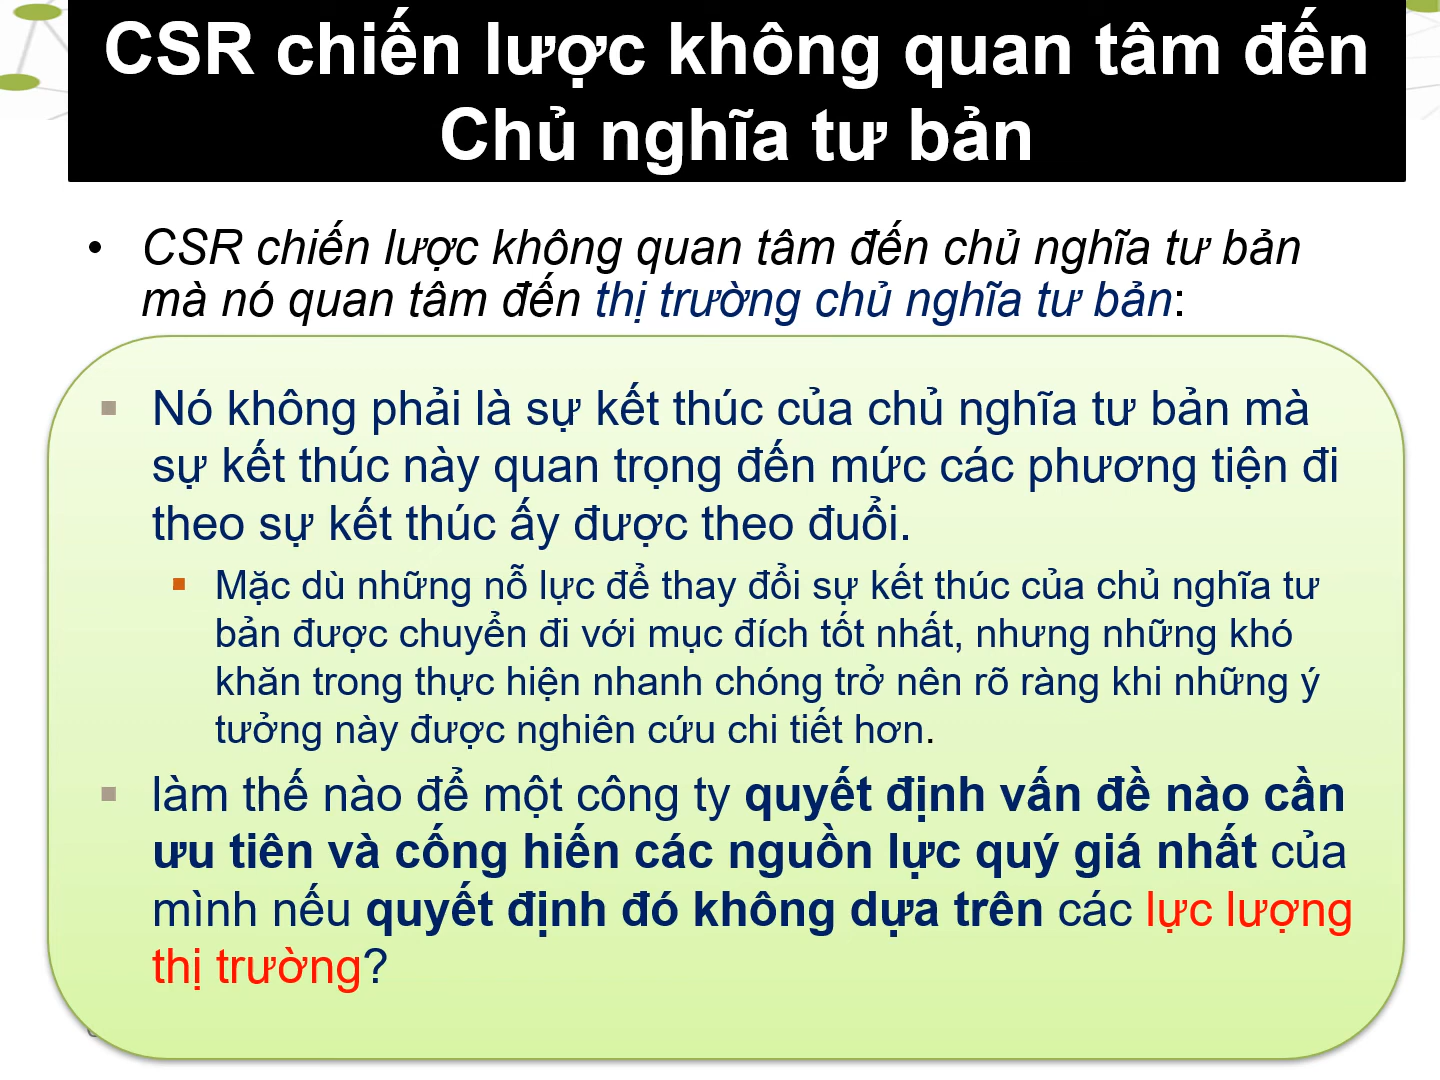 CSR chiến lược không quan tâm đến
Chủ nghĩa tư bản
• CSR chiến lược không quan tâm đến chủ nghĩa tư bản
mà nó quan tâm đến thị trường chủ nghĩa tư bản:
▪ Nó không phải là sự kết thúc của chủ nghĩa tư bản mà
sự kết thúc này quan trọng đến mức các phương tiện đi
theo sự kết thúc ấy được theo đuổi.
▪ Mặc dù những nỗ lực để thay đổi sự kết thúc của chủ nghĩa tư
bản được chuyển đi với mục đích tốt nhất, nhưng những khó
khăn trong thực hiện nhanh chóng trở nên rõ ràng khi những ý
tưởng này được nghiên cứu chi tiết hơn.
▪ làm thế nào để một công ty quyết định vấn đề nào cần
ưu tiên và cống hiến các nguồn lực quý giá nhất của
mình nếu quyết định đó không dựa trên các lực lượng
thị trường?